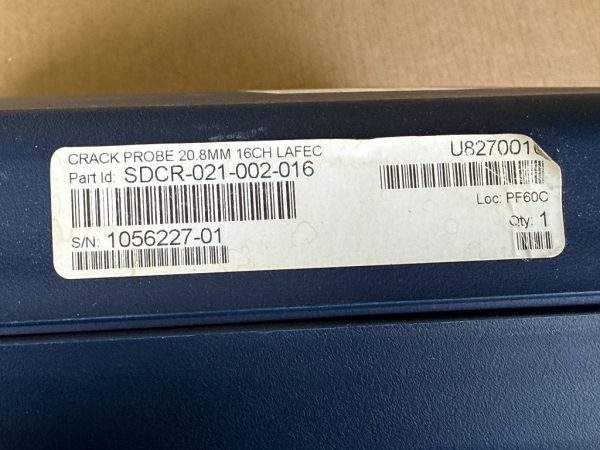 CRACK PROBE 20.8MM 16CH LAFEC
Part Id: SDCR-021-002-016
S/N: 1056227-01
U827001
Loc: PF60C
Qty: 1